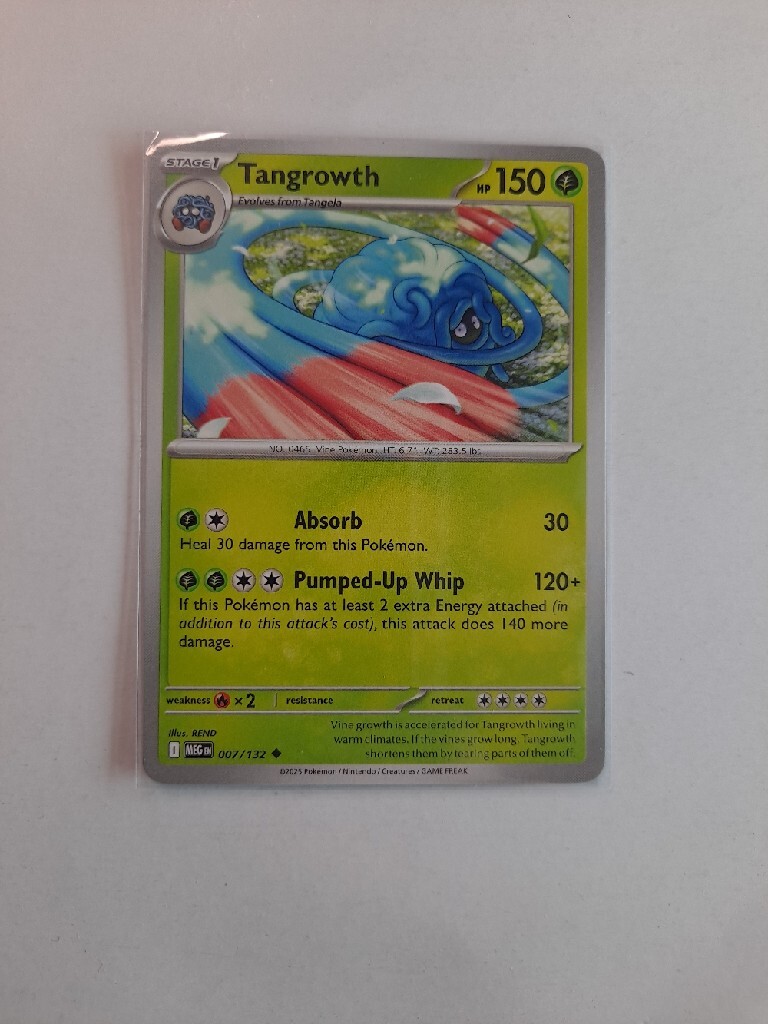 STAGE 1
Tangrowth
HP 150
Evolves from Tangela
NO. 0465 Vine Pokémon HT: 6'7" WT: 283.5 lbs.
Absorb 30
Heal 30 damage from this Pokémon.
Pumped-Up Whip 120+
If this Pokémon has at least 2 extra Energy attached (in
addition to this attack's cost), this attack does 140 more
damage.
weakness ×2 resistance retreat
Illus. REND
Vine growth is accelerated for Tangrowth living in
warm climates. If the vines grow long, Tangrowth
shortens them by tearing parts of them off.
I MEG EN 007/132
©2025 Pokémon / Nintendo / Creatures / GAME FREAK